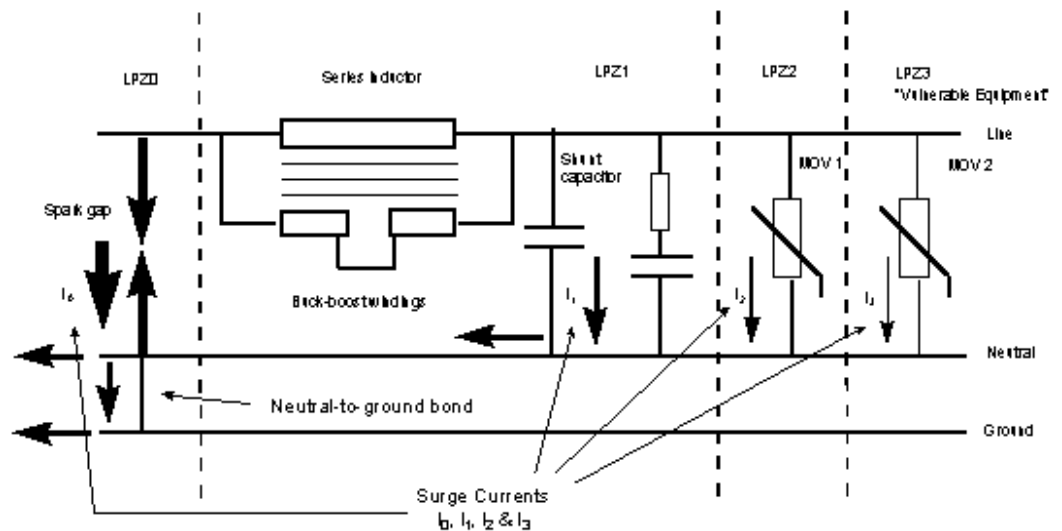 LPZ0
Series Inductor
LPZ1
LPZ2
LPZ3
"Vulnerable Equipment"
Line
Shunt
capacitor
MOV 1
MOV 2
Spark gap
Buck-boost windings
I₀
I₁
I₂
I₃
Neutral
Neutral-to-ground bond
Ground
Surge Currents
I₀, I₁, I₂ & I₃